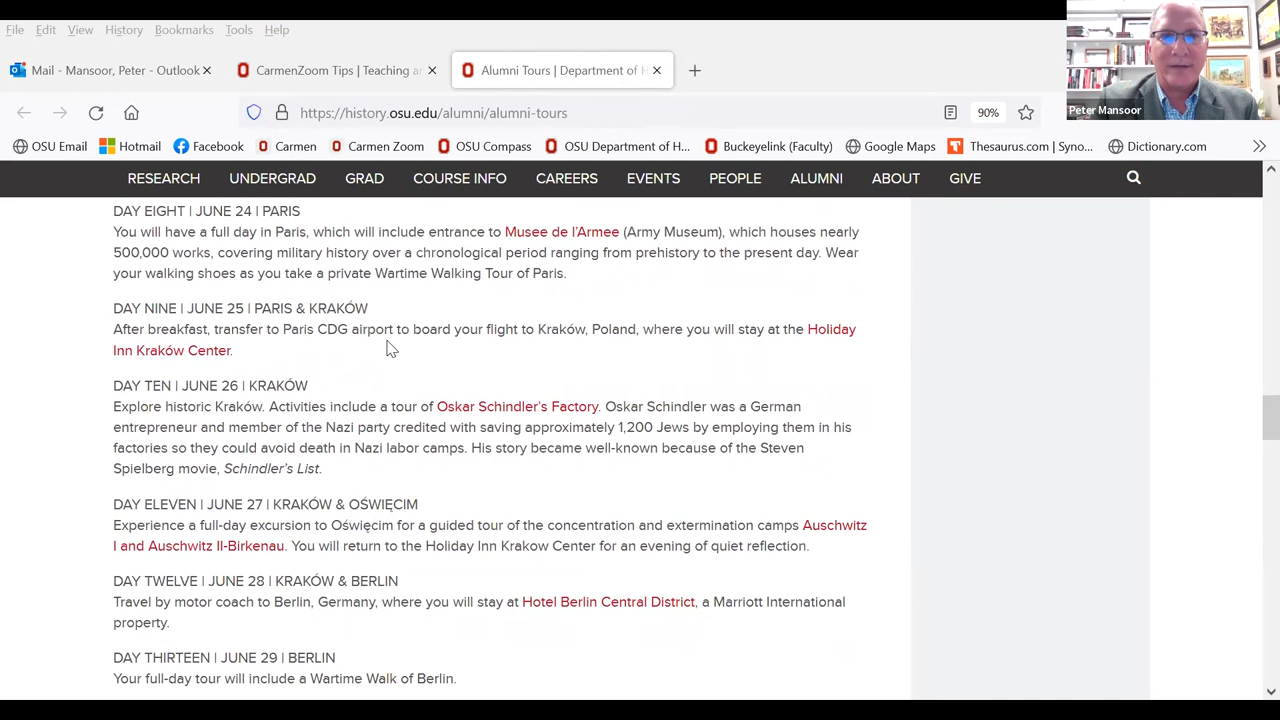 File Edit View History Bookmarks Tools Help
Mail - Mansoor, Peter - Outlook
CarmenZoom Tips | Teaching a
Alumni Tours | Department of H
https://history.osu.edu/alumni/alumni-tours
90%
OSU Email Hotmail Facebook Carmen Carmen Zoom OSU Compass OSU Department of H... Buckeyelink (Faculty) Google Maps Thesaurus.com | Syno... Dictionary.com
Peter Mansoor
RESEARCH UNDERGRAD GRAD COURSE INFO CAREERS EVENTS PEOPLE ALUMNI ABOUT GIVE
DAY EIGHT | JUNE 24 | PARIS
You will have a full day in Paris, which will include entrance to Musee de l'Armee (Army Museum), which houses nearly
500,000 works, covering military history over a chronological period ranging from prehistory to the present day. Wear
your walking shoes as you take a private Wartime Walking Tour of Paris.
DAY NINE | JUNE 25 | PARIS & KRAKÓW
After breakfast, transfer to Paris CDG airport to board your flight to Kraków, Poland, where you will stay at the Holiday
Inn Kraków Center.
DAY TEN | JUNE 26 | KRAKÓW
Explore historic Kraków. Activities include a tour of Oskar Schindler's Factory. Oskar Schindler was a German
entrepreneur and member of the Nazi party credited with saving approximately 1,200 Jews by employing them in his
factories so they could avoid death in Nazi labor camps. His story became well-known because of the Steven
Spielberg movie, Schindler's List.
DAY ELEVEN | JUNE 27 | KRAKÓW & OŚWIĘCIM
Experience a full-day excursion to Oświęcim for a guided tour of the concentration and extermination camps Auschwitz
I and Auschwitz II-Birkenau. You will return to the Holiday Inn Krakow Center for an evening of quiet reflection.
DAY TWELVE | JUNE 28 | KRAKÓW & BERLIN
Travel by motor coach to Berlin, Germany, where you will stay at Hotel Berlin Central District, a Marriott International
property.
DAY THIRTEEN | JUNE 29 | BERLIN
Your full-day tour will include a Wartime Walk of Berlin.